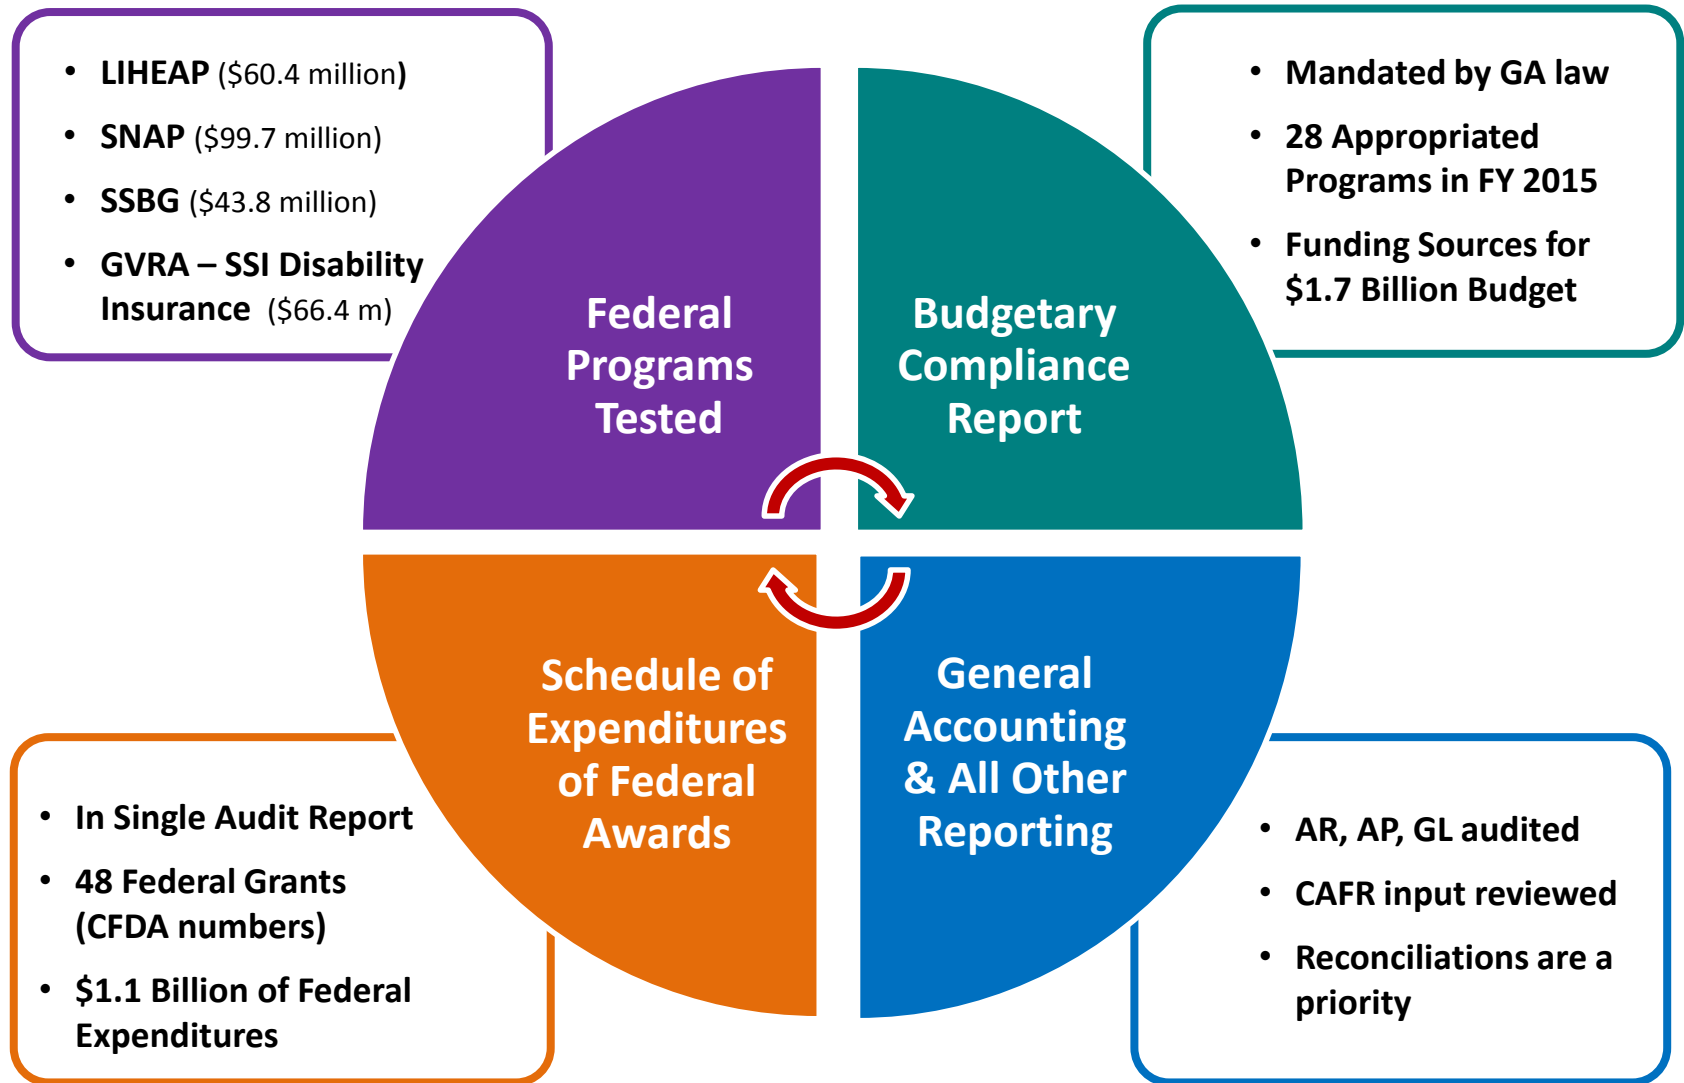 • LIHEAP ($60.4 million)
• SNAP ($99.7 million)
• SSBG ($43.8 million)
• GVRA – SSI Disability
Insurance ($66.4 m)
Federal
Programs
Tested
Budgetary
Compliance
Report
• Mandated by GA law
• 28 Appropriated
Programs in FY 2015
• Funding Sources for
$1.7 Billion Budget
Schedule of
Expenditures
of Federal
Awards
• In Single Audit Report
• 48 Federal Grants
(CFDA numbers)
• $1.1 Billion of Federal
Expenditures
General
Accounting
& All Other
Reporting
• AR, AP, GL audited
• CAFR input reviewed
• Reconciliations are a
priority